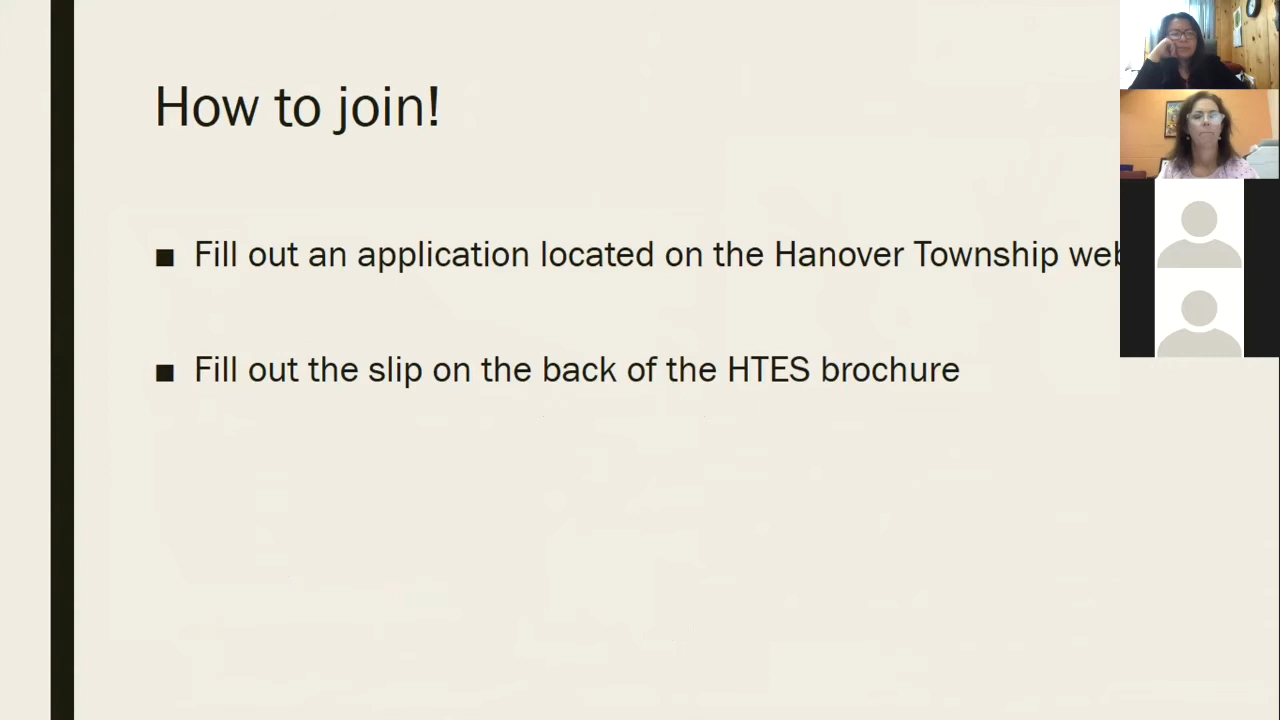 How to join!
■ Fill out an application located on the Hanover Township
■ Fill out the slip on the back of the HTES brochure